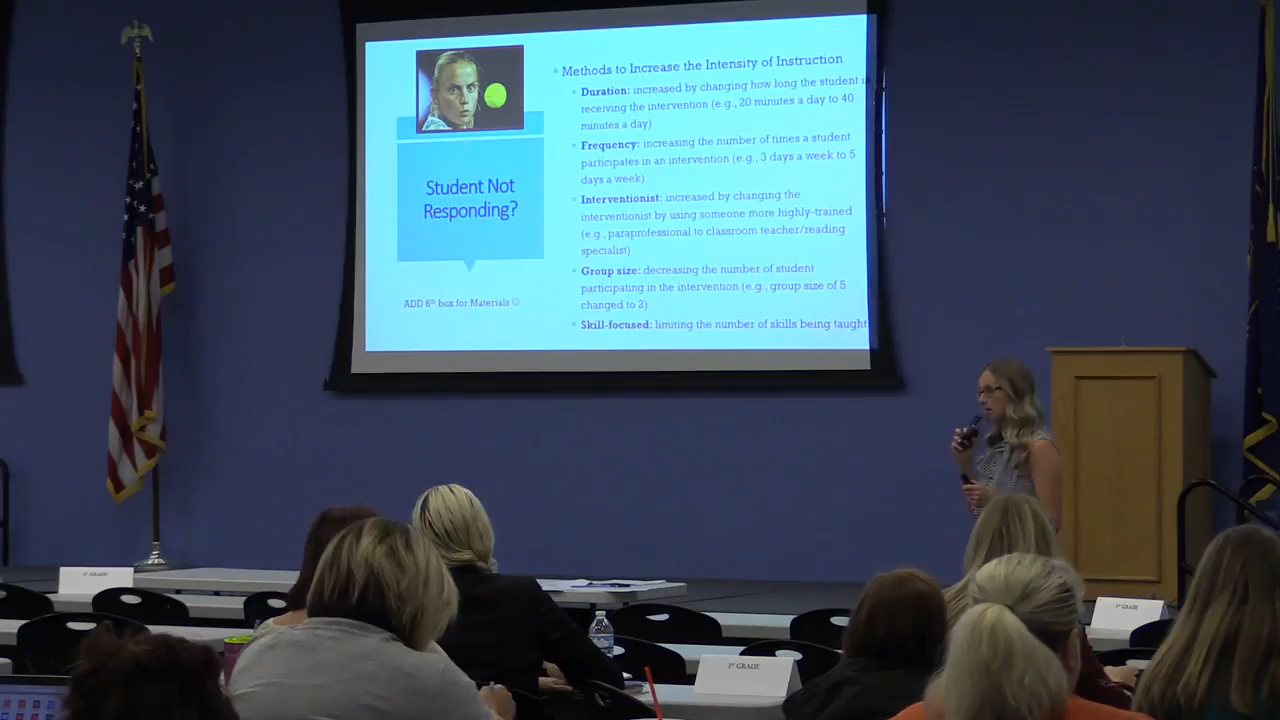 Student Not
Responding?
ADD 6th box for Materials ☺
Methods to Increase the Intensity of Instruction
Duration: increased by changing how long the student is
receiving the intervention (e.g., 20 minutes a day to 40
minutes a day)
Frequency: increasing the number of times a student
participates in an intervention (e.g., 3 days a week to 5
days a week)
Interventionist: increased by changing the
interventionist by using someone more highly-trained
(e.g., paraprofessional to classroom teacher/reading
specialist)
Group size: decreasing the number of student
participating in the intervention (e.g., group size of 5
changed to 2)
Skill-focused: limiting the number of skills being taught
GRADE
1st GRADE
1st GRADE